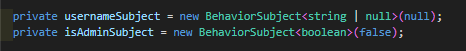 private usernameSubject = new BehaviorSubject<string | null>(null);
private isAdminSubject = new BehaviorSubject<boolean>(false);